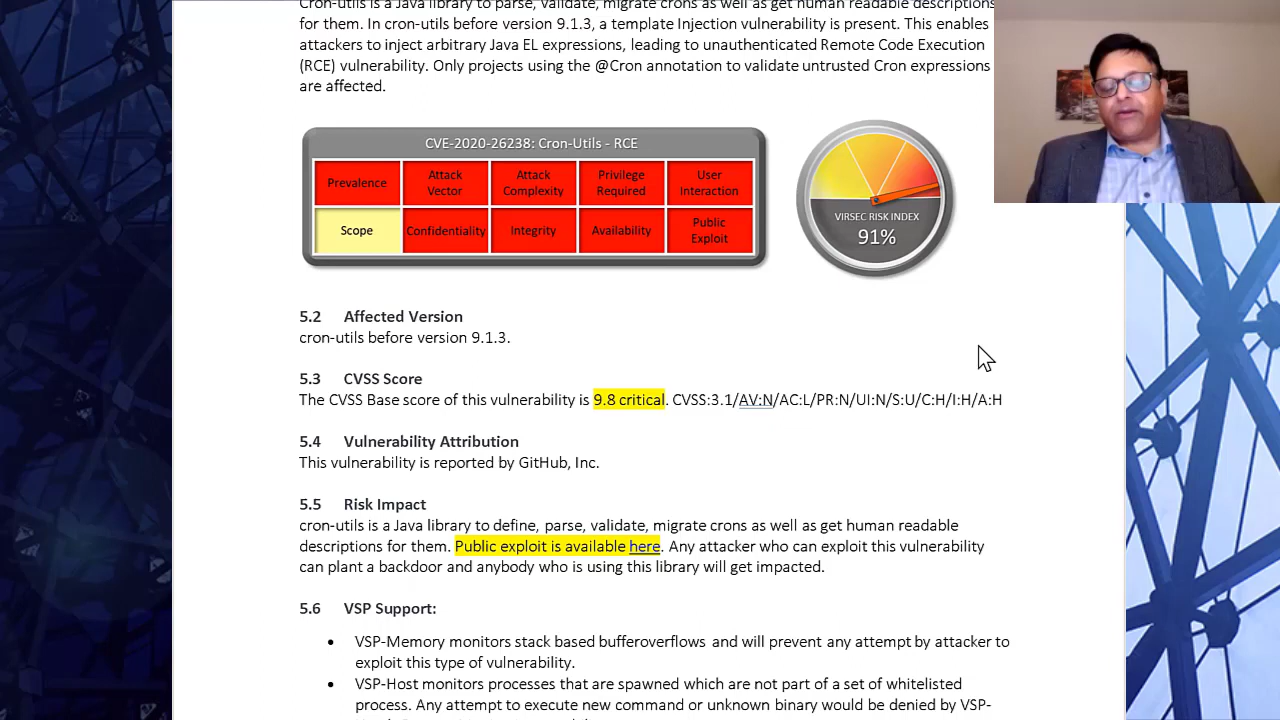 Cron-utils is a Java library to parse, validate, migrate crons as well as get human readable descriptions
for them. In cron-utils before version 9.1.3, a template Injection vulnerability is present. This enables
attackers to inject arbitrary Java EL expressions, leading to unauthenticated Remote Code Execution
(RCE) vulnerability. Only projects using the @Cron annotation to validate untrusted Cron expressions
are affected.
CVE-2020-26238: Cron-Utils - RCE
Prevalence
Attack
Vector
Attack
Complexity
Privilege
Required
User
Interaction
Scope
Confidentiality
Integrity
Availability
Public
Exploit
VIRSEC RISK INDEX
91%
5.2 Affected Version
cron-utils before version 9.1.3.
5.3 CVSS Score
The CVSS Base score of this vulnerability is 9.8 critical. CVSS:3.1/AV:N/AC:L/PR:N/UI:N/S:U/C:H/I:H/A:H
5.4 Vulnerability Attribution
This vulnerability is reported by GitHub, Inc.
5.5 Risk Impact
cron-utils is a Java library to define, parse, validate, migrate crons as well as get human readable
descriptions for them. Public exploit is available here. Any attacker who can exploit this vulnerability
can plant a backdoor and anybody who is using this library will get impacted.
5.6 VSP Support:
• VSP-Memory monitors stack based bufferoverflows and will prevent any attempt by attacker to
exploit this type of vulnerability.
• VSP-Host monitors processes that are spawned which are not part of a set of whitelisted
process. Any attempt to execute new command or unknown binary would be denied by VSP-